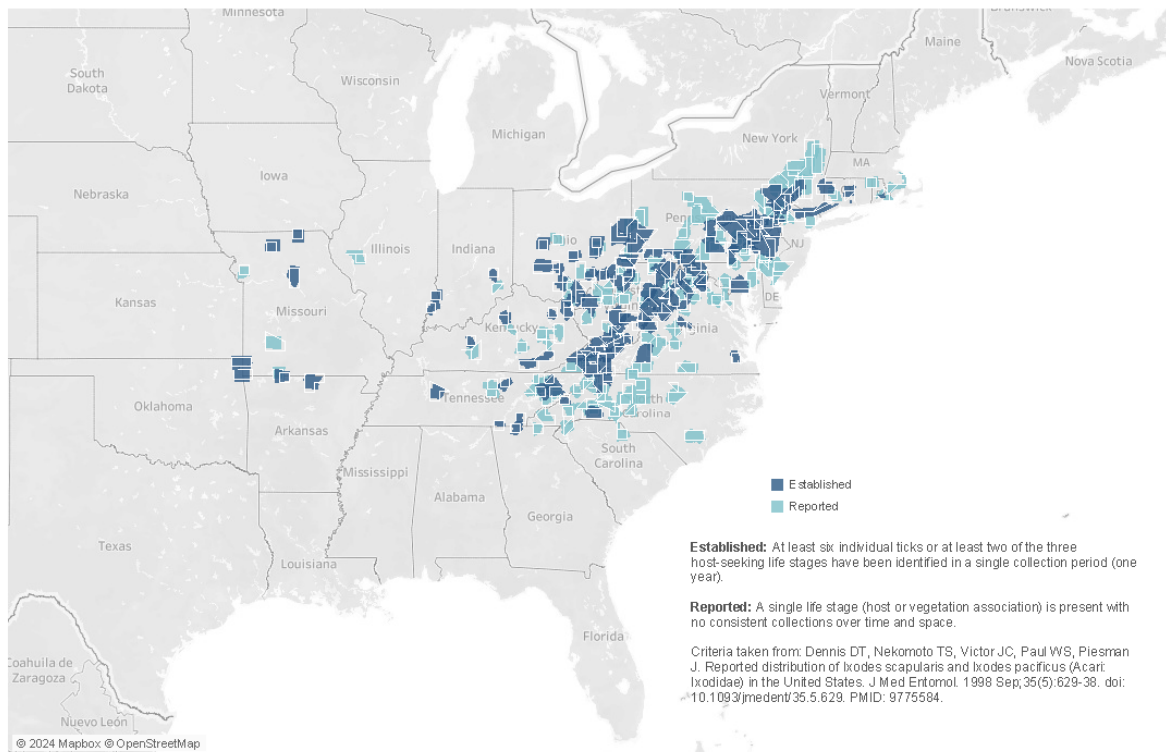 Minnesota
Brunswick
Maine
Nova Scotia
South
Dakota
Wisconsin
Vermont
Michigan
New York
MA
Iowa
Nebraska
Illinois
Indiana
NJ
DE
Kansas
Missouri
Kentucky
Oklahoma
Tennessee
Arkansas
Carolina
South
Carolina
Mississippi
Alabama
Georgia
Texas
Louisiana
Florida
Coahuila de
Zaragoza
Nuevo León
Established
Reported
Established: At least six individual ticks or at least two of the three
host-seeking life stages have been identified in a single collection period (one
year).
Reported: A single life stage (host or vegetation association) is present with
no consistent collections over time and space.
Criteria taken from: Dennis DT, Nekomoto TS, Victor JC, Paul WS, Piesman
J. Reported distribution of Ixodes scapularis and Ixodes pacificus (Acari:
Ixodidae) in the United States. J Med Entomol. 1998 Sep;35(5):629-38. doi:
10.1093/jmedent/35.5.629. PMID: 9775584.
© 2024 Mapbox © OpenStreetMap